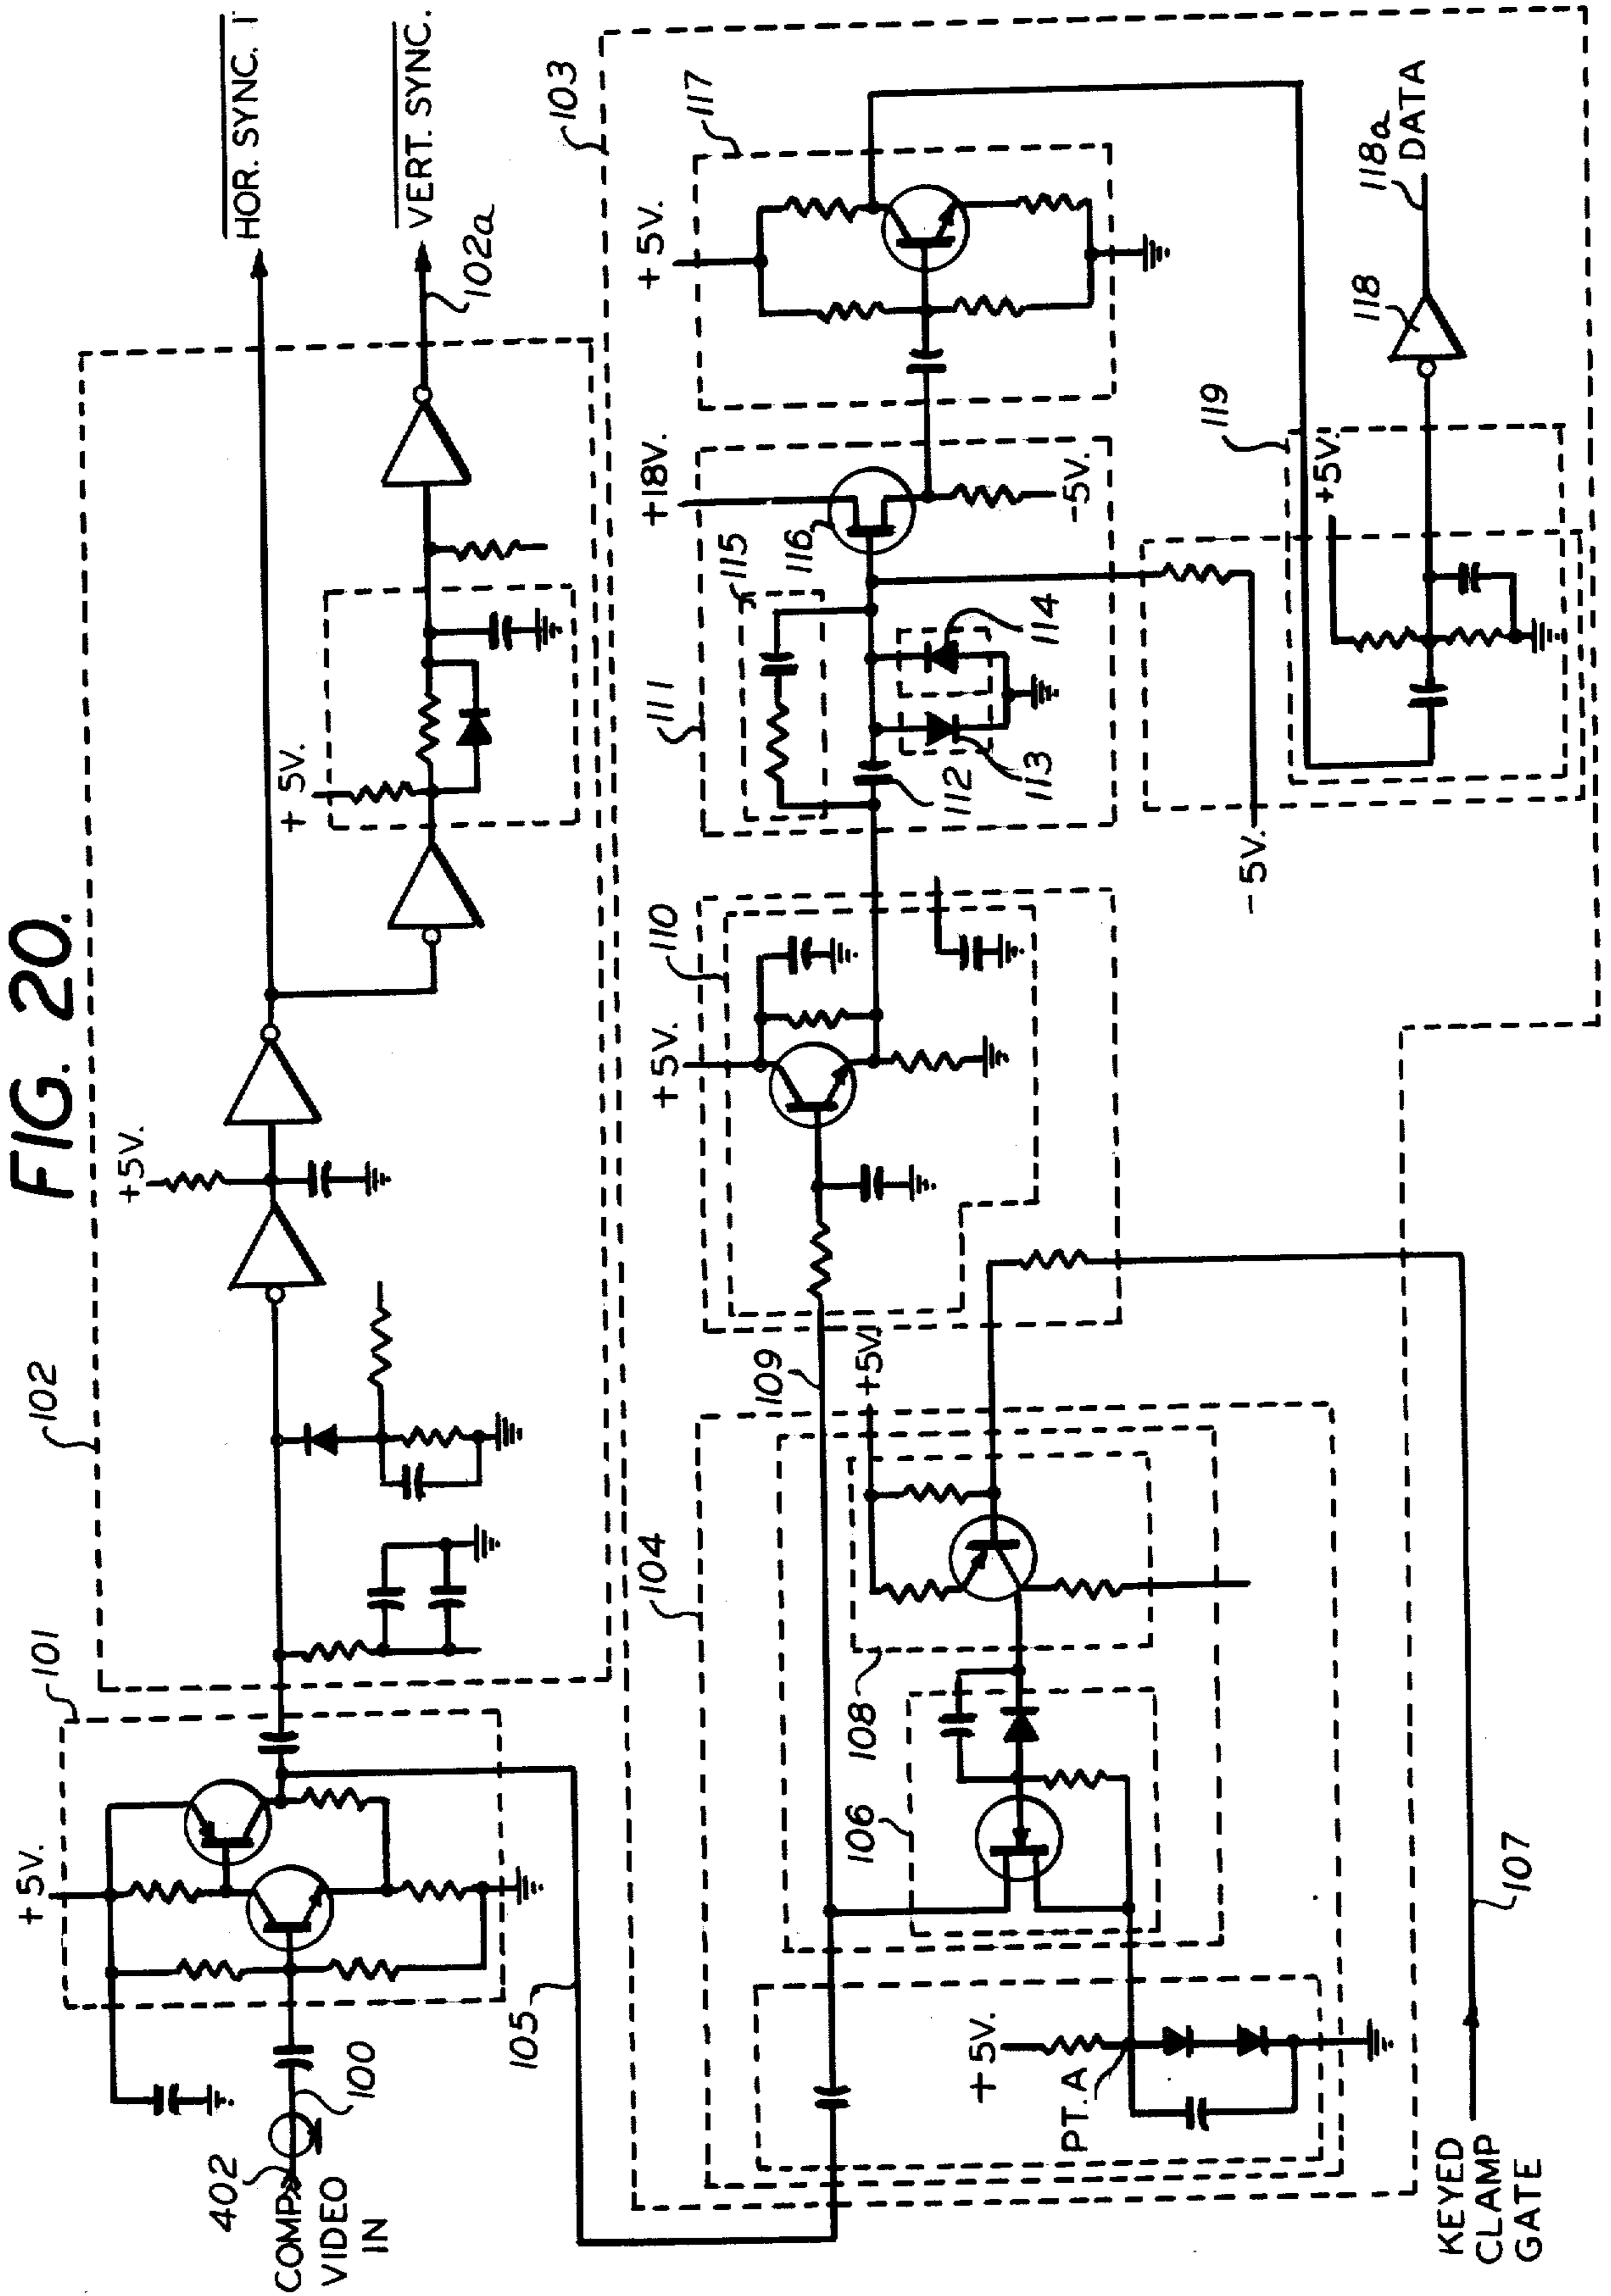 FIG. 20.
HOR. SYNC. 1
VERT. SYNC.
102a
102
+5V.
+5V.
101
+5V.
402
100
COMP.
VIDEO
IN
105
103
117
+5V.
+18V.
115
116
111
114
113
112
-5V.
110
+5V.
-5V.
119
+5V.
118
118a
DATA
109
+5V.
104
108
106
+5V.
PT. A
107
KEYED
CLAMP
GATE